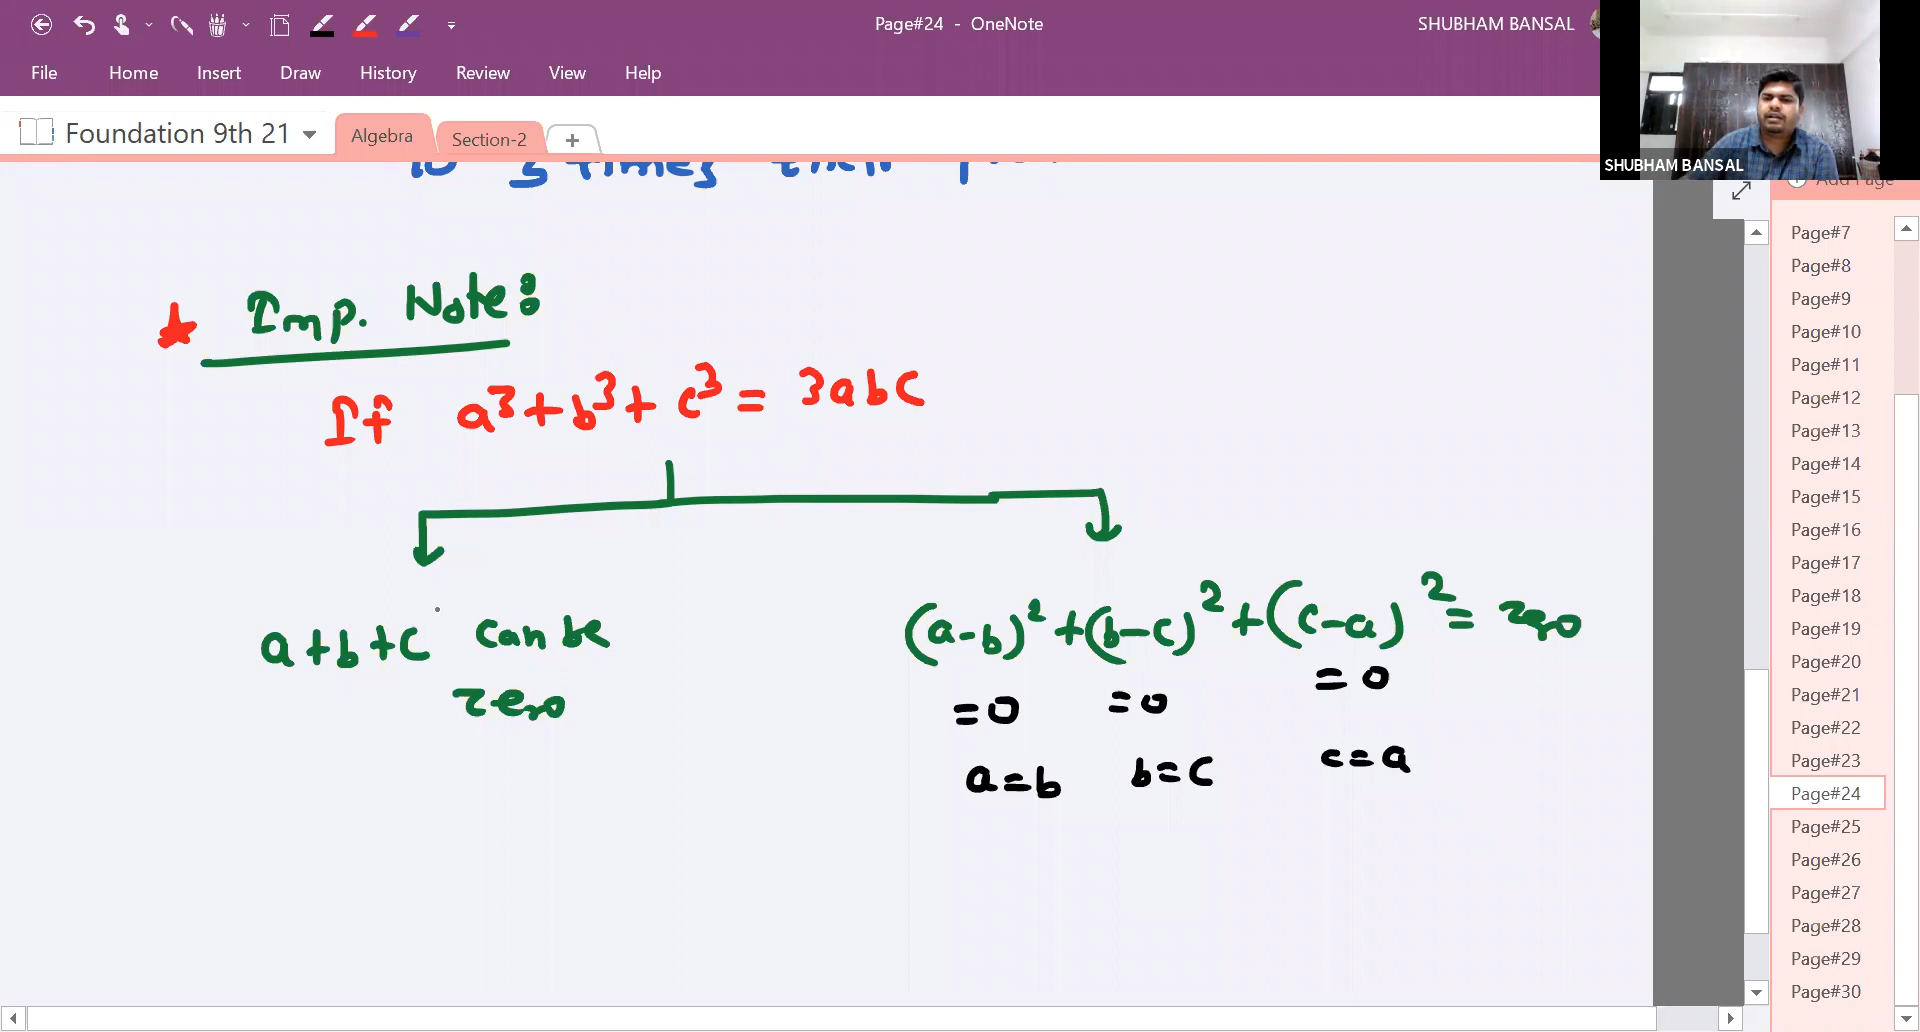 Page#24 - OneNote
SHUBHAM BANSAL
File Home Insert Draw History Review View Help
Foundation 9th 21
Algebra
Section-2
+
SHUBHAM BANSAL
Add Page
times their
Imp. Note:
If a³+b³+c³ = 3abc
a+b+c can be
zero
(a-b)²+(b-c)²+(c-a)²= zero
=0 =0 =0
a=b b=c c=a
Page#7
Page#8
Page#9
Page#10
Page#11
Page#12
Page#13
Page#14
Page#15
Page#16
Page#17
Page#18
Page#19
Page#20
Page#21
Page#22
Page#23
Page#24
Page#25
Page#26
Page#27
Page#28
Page#29
Page#30